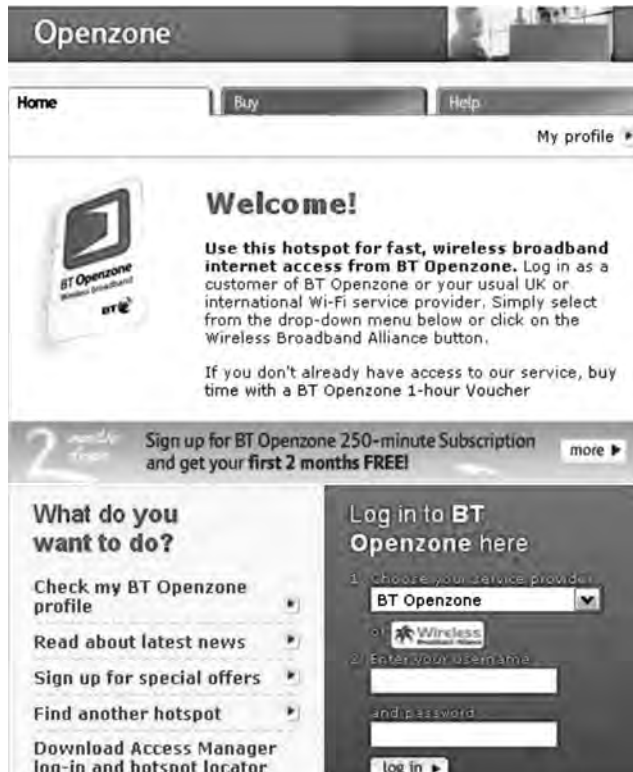 Openzone
Home
Buy
Help
My profile
BT Openzone
Wireless broadband
BT
Welcome!
Use this hotspot for fast, wireless broadband
internet access from BT Openzone. Log in as a
customer of BT Openzone or your usual UK or
international Wi-Fi service provider. Simply select
from the drop-down menu below or click on the
Wireless Broadband Alliance button.
If you don't already have access to our service, buy
time with a BT Openzone 1-hour Voucher
2 months
free
Sign up for BT Openzone 250-minute Subscription
and get your first 2 months FREE!
more
What do you
want to do?
Check my BT Openzone
profile
Read about latest news
Sign up for special offers
Find another hotspot
Download Access Manager
log-in and hotspot locator
Log in to BT
Openzone here
1. Choose your service provider
BT Openzone
or
Wireless
Broadband Alliance
2. Enter your username
and password
log in